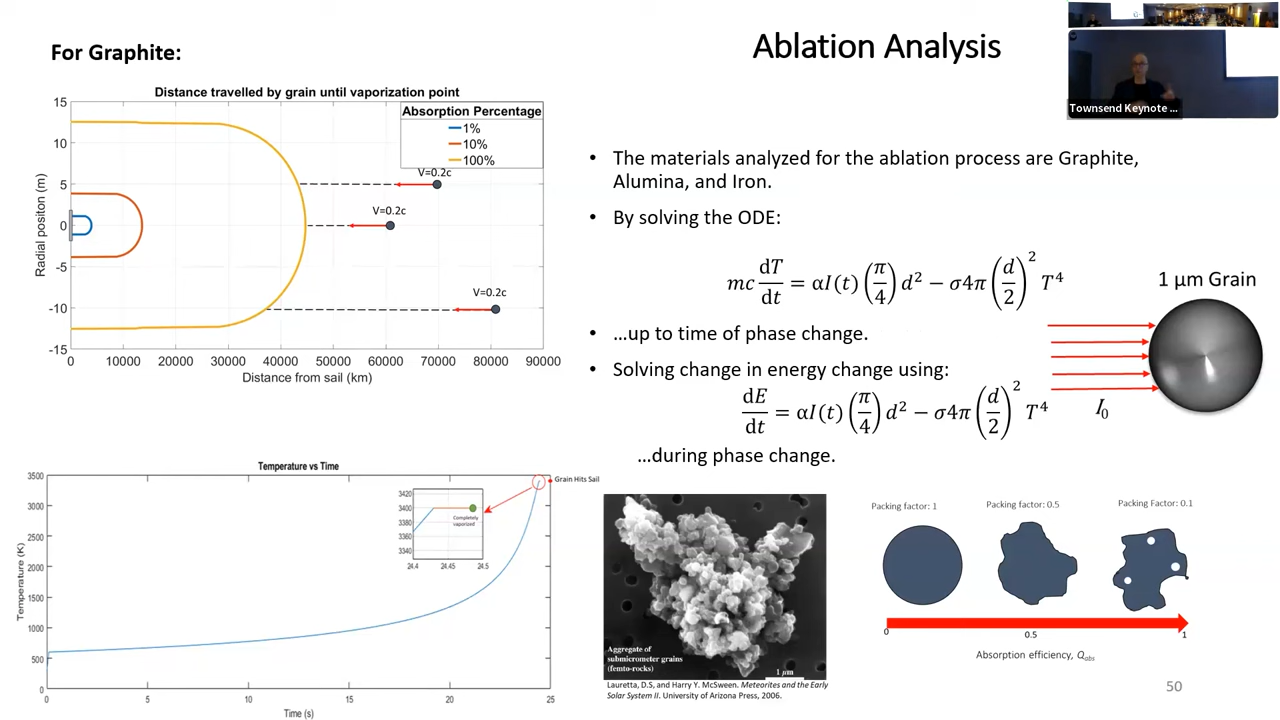 Ablation Analysis
Townsend Keynote ...
For Graphite:
Distance travelled by grain until vaporization point
Absorption Percentage
1%
10%
100%
V=0.2c
V=0.2c
V=0.2c
Radial positon (m)
15
10
5
0
-5
-10
-15
0 10000 20000 30000 40000 50000 60000 70000 80000 90000
Distance from sail (km)
• The materials analyzed for the ablation process are Graphite,
Alumina, and Iron.
• By solving the ODE:
mc dT/dt = αI(t) (π/4) d² − σ4π (d/2)² T⁴
1 μm Grain
• ...up to time of phase change.
• Solving change in energy change using:
dE/dt = αI(t) (π/4) d² − σ4π (d/2)² T⁴
I₀
...during phase change.
Temperature vs Time
Temperature (K)
3500
3000
2500
2000
1500
1000
500
0
0 5 10 15 20 25
Time (s)
Grain Hits Sail
3420
3400
3380
3360
3340
24.4 24.45 24.5
Completely
vaporized
Aggregate of
submicrometer grains
(femto-rocks)
1 μm
Lauretta, D.S, and Harry Y. McSween. Meteorites and the Early
Solar System II. University of Arizona Press, 2006.
Packing factor: 1
Packing factor: 0.5
Packing Factor: 0.1
0 0.5 1
Absorption efficiency, Qabs
50